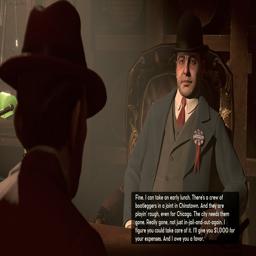 Fine. I can take an early lunch. There's a crew of
bootleggers in a joint in Chinatown. And they are
playin' rough, even for Chicago. The city needs them
gone. Really gone, not just in-jail-and-out-again. I
figure you could take care of it. I'll give you $1,000 for
your expenses. And I owe you a favor.